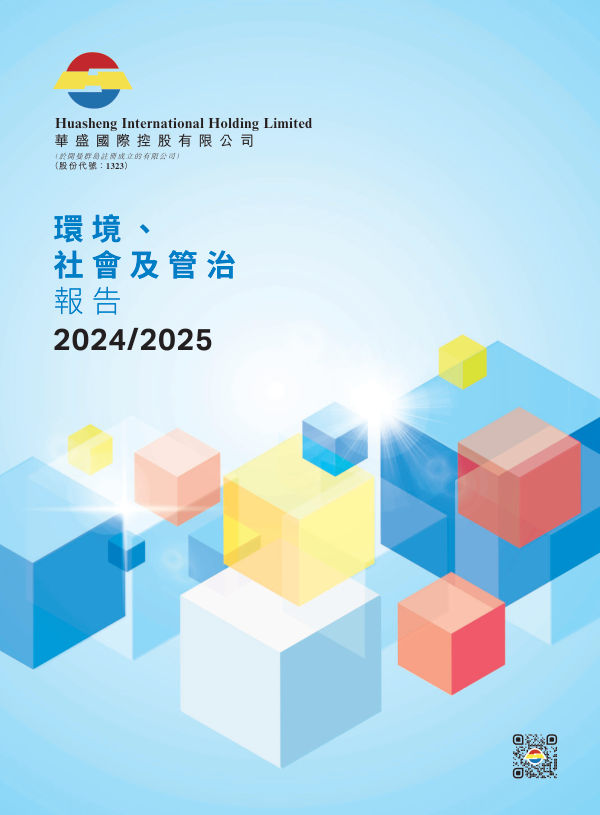 Huasheng International Holding Limited
華盛國際控股有限公司
(於開曼群島註冊成立的有限公司)
(股份代號：1323)
環境、
社會及管治
報告
2024/2025